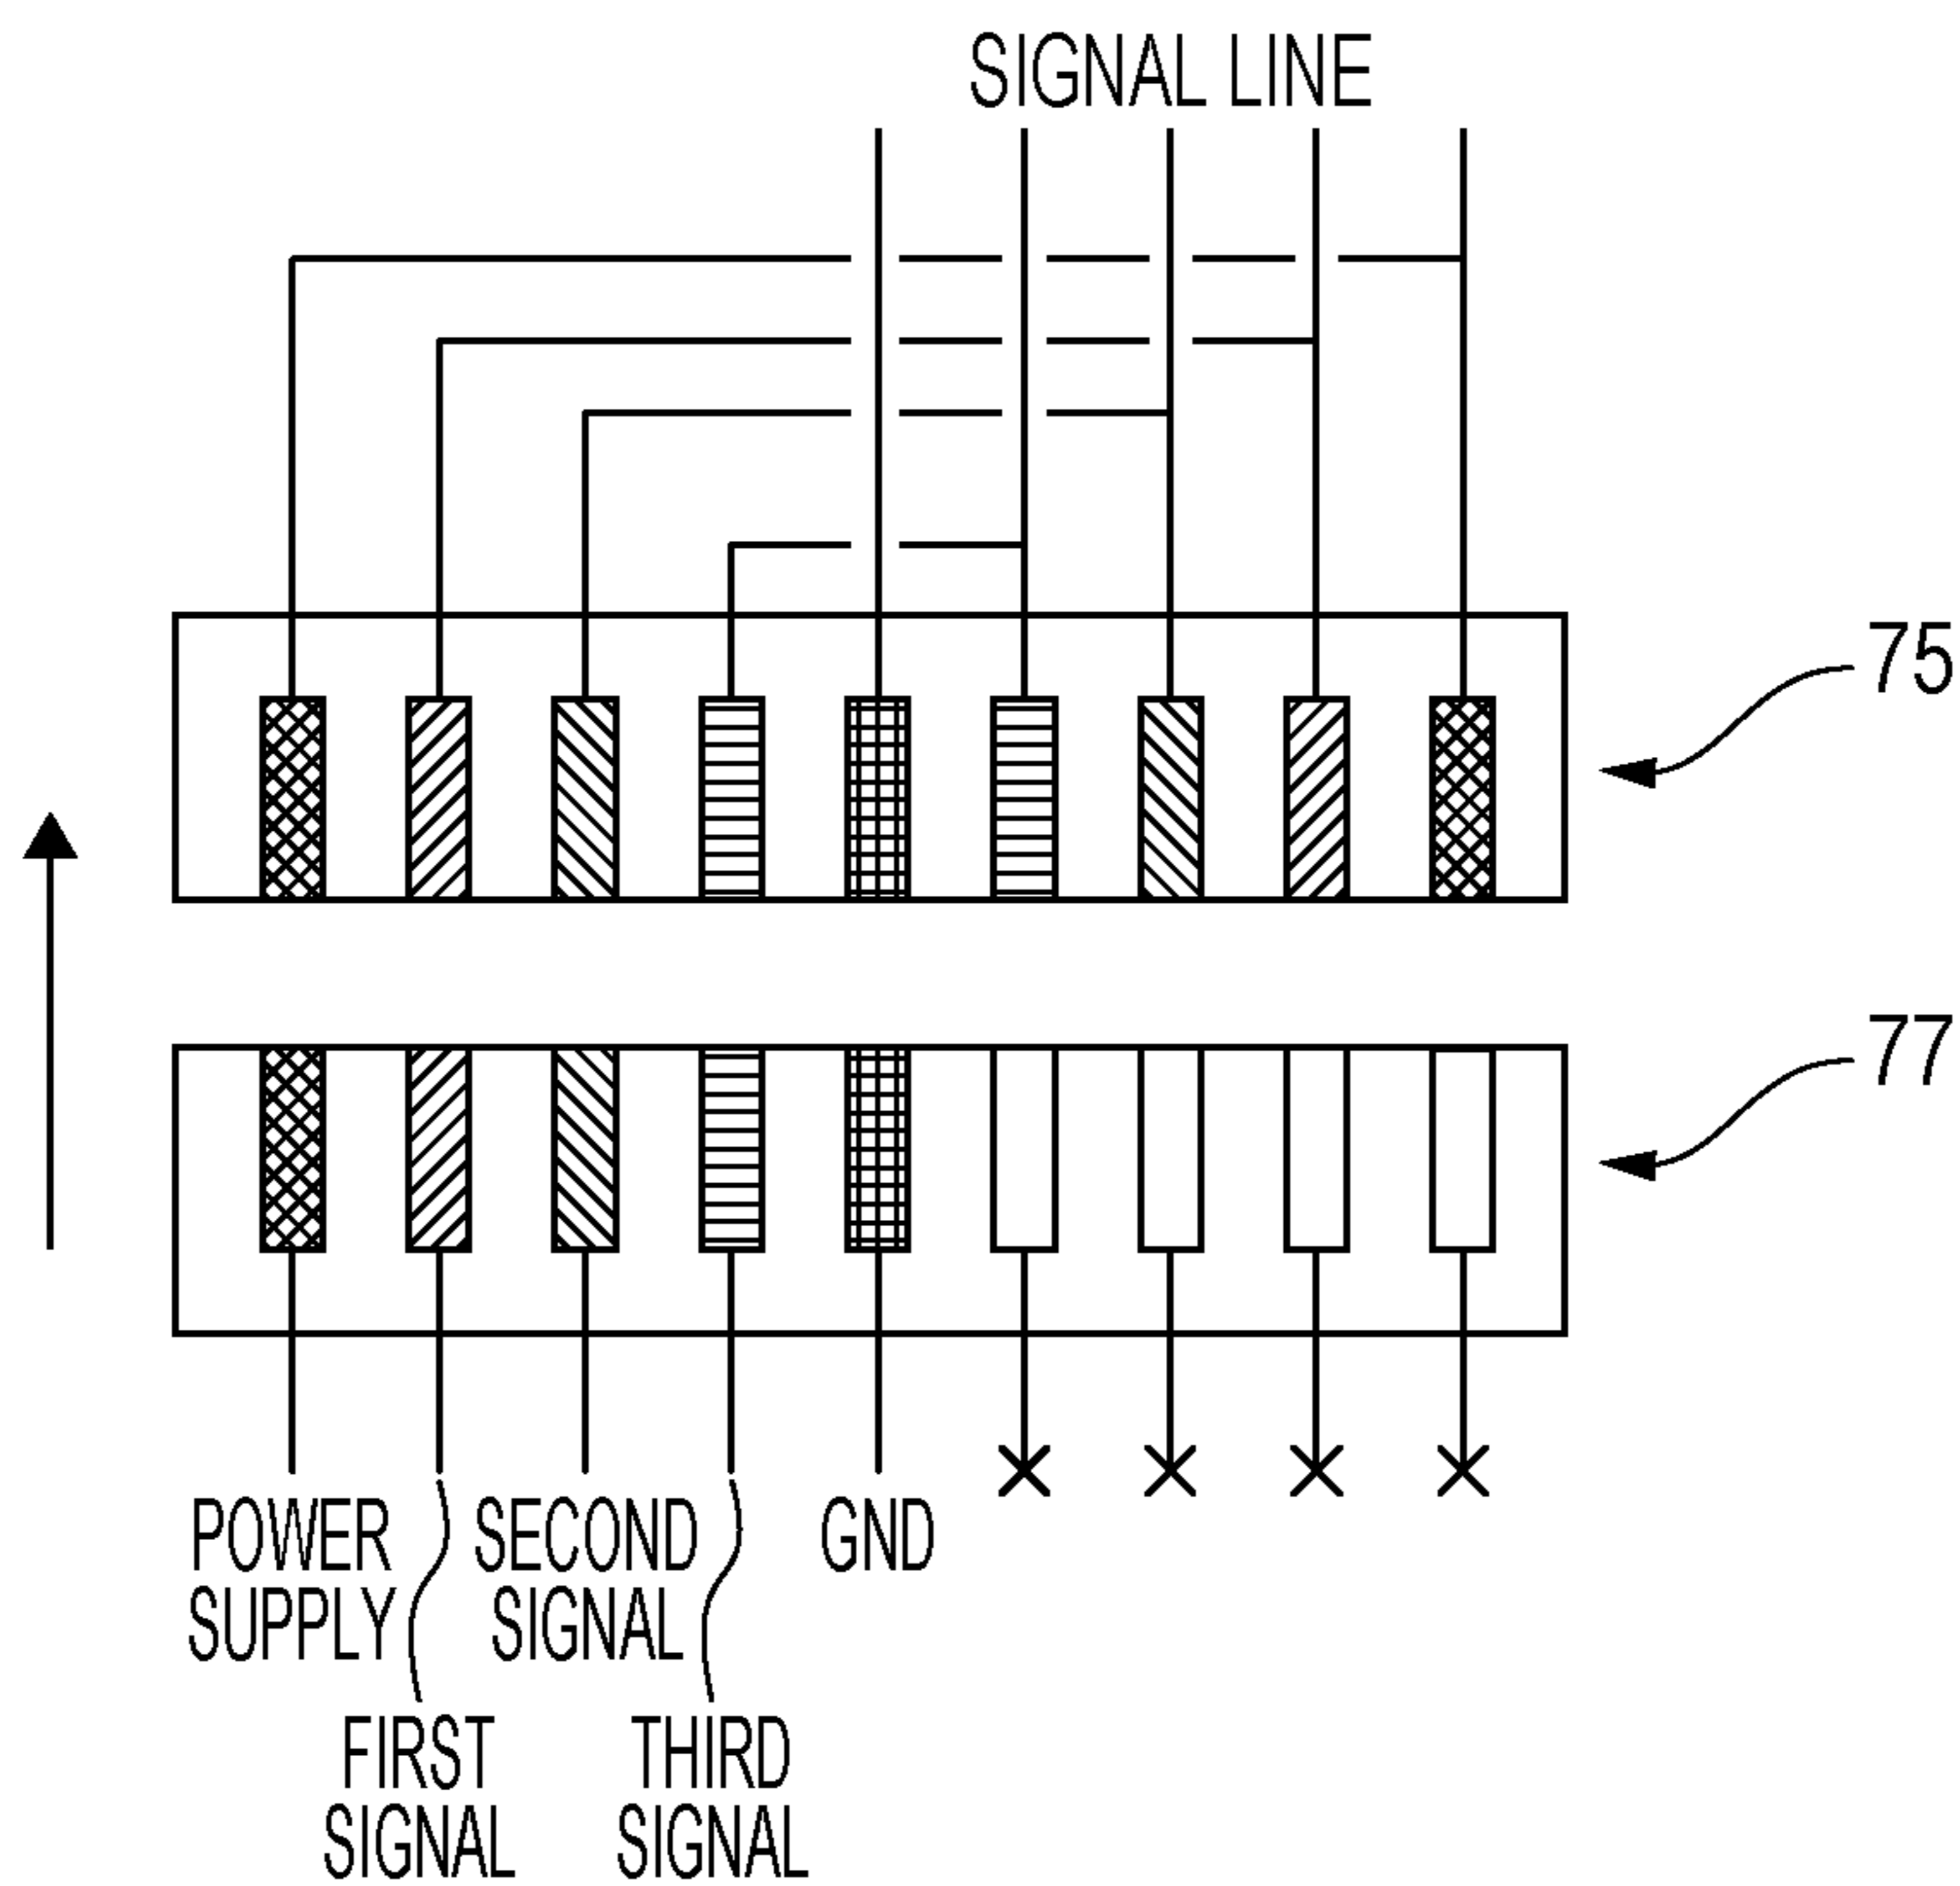 SIGNAL LINE
75
77
POWER
SUPPLY
SECOND
SIGNAL
GND
FIRST
SIGNAL
THIRD
SIGNAL